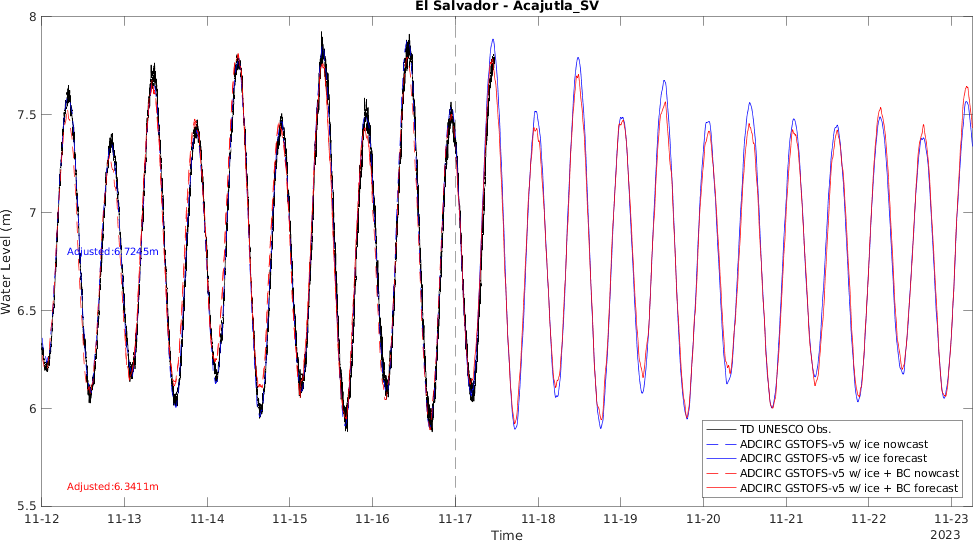 El Salvador - Acajutla_SV
Water Level (m)
8
7.5
7
6.5
6
5.5
Adjusted:6.7245m
Adjusted:6.3411m
TD UNESCO Obs.
ADCIRC GSTOFS-v5 w/ ice nowcast
ADCIRC GSTOFS-v5 w/ ice forecast
ADCIRC GSTOFS-v5 w/ ice + BC nowcast
ADCIRC GSTOFS-v5 w/ ice + BC forecast
11-12 11-13 11-14 11-15 11-16 11-17 11-18 11-19 11-20 11-21 11-22 11-23
2023
Time